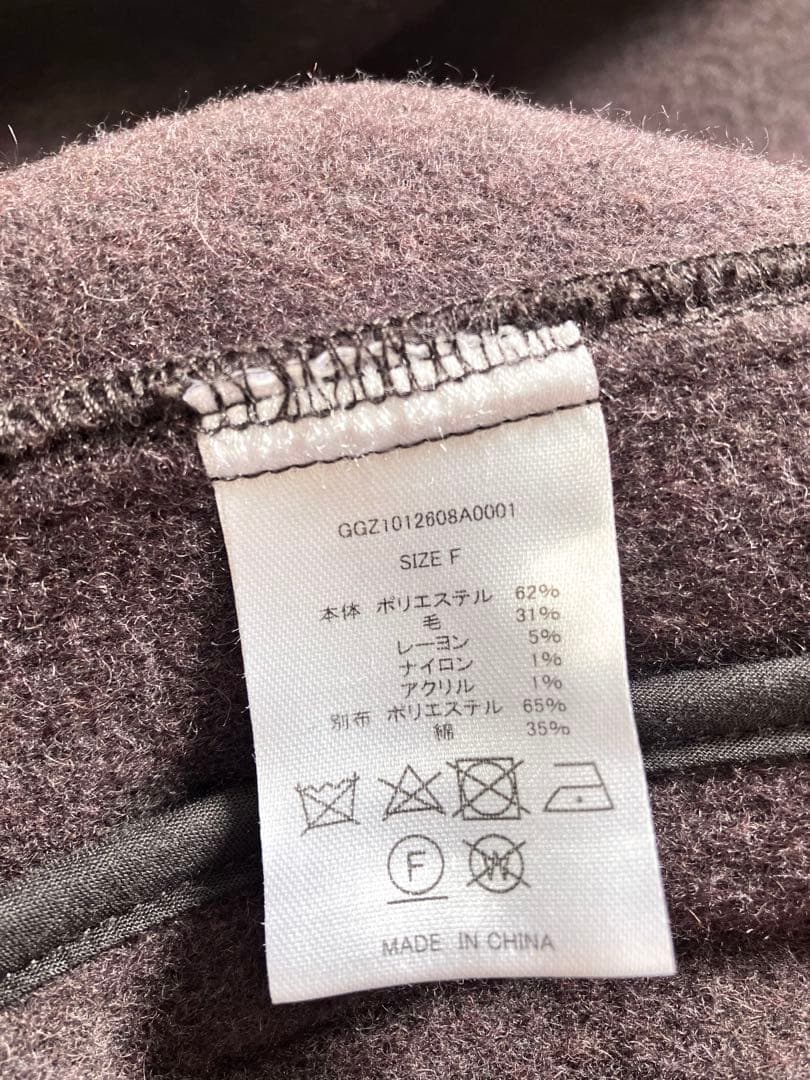 GGZ1012608A0001
SIZE F
本体 ポリエステル 62%
毛 31%
レーヨン 5%
ナイロン 1%
アクリル 1%
別布 ポリエステル 65%
綿 35%
F W
MADE IN CHINA